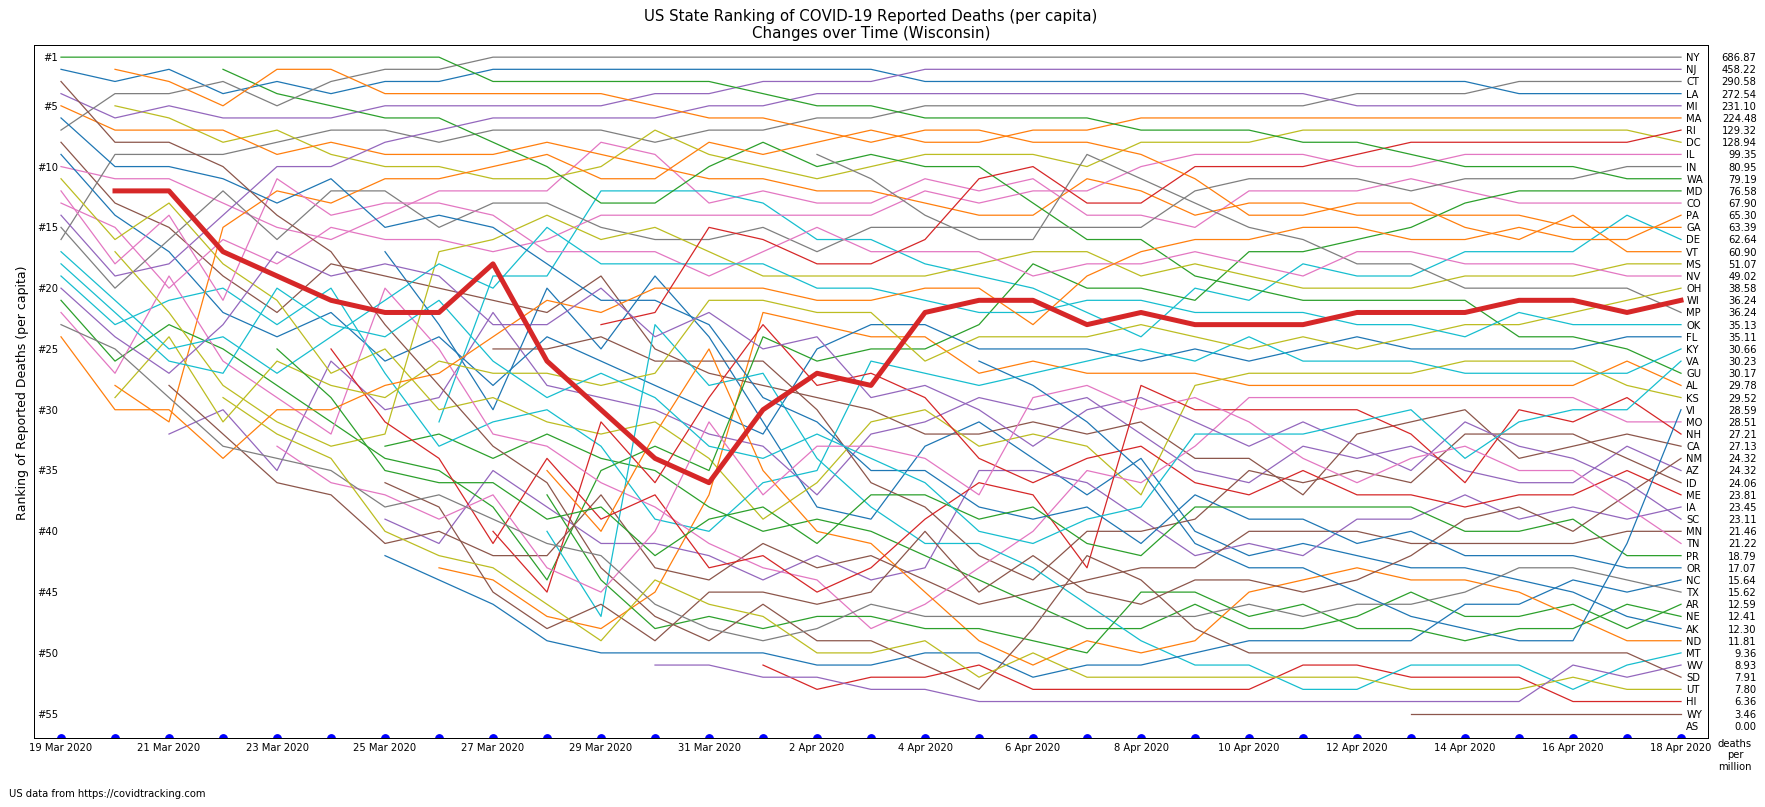 US State Ranking of COVID-19 Reported Deaths (per capita)
Changes over Time (Wisconsin)
Ranking of Reported Deaths (per capita)
#1
#5
#10
#15
#20
#25
#30
#35
#40
#45
#50
#55
NY 686.87
NJ 458.22
CT 290.58
LA 272.54
MI 231.10
MA 224.48
RI 129.32
DC 128.94
IL 99.35
IN 80.95
WA 79.19
MD 76.58
CO 67.90
PA 65.30
GA 63.39
DE 62.64
VT 60.90
MS 51.07
NV 49.02
OH 38.58
WI 36.24
MP 36.24
OK 35.13
FL 35.11
KY 30.66
VA 30.23
GU 30.17
AL 29.78
KS 29.52
VI 28.59
MO 28.51
NH 27.21
CA 27.13
NM 24.32
AZ 24.32
ID 24.06
ME 23.81
IA 23.45
SC 23.11
MN 21.46
TN 21.22
PR 18.79
OR 17.07
NC 15.64
TX 15.62
AR 12.59
NE 12.41
AK 12.30
ND 11.81
MT 9.36
WV 8.93
SD 7.91
UT 7.80
HI 6.36
WY 3.46
AS 0.00
19 Mar 2020 21 Mar 2020 23 Mar 2020 25 Mar 2020 27 Mar 2020 29 Mar 2020 31 Mar 2020 2 Apr 2020 4 Apr 2020 6 Apr 2020 8 Apr 2020 10 Apr 2020 12 Apr 2020 14 Apr 2020 16 Apr 2020 18 Apr 2020
deaths
per
million
US data from https://covidtracking.com